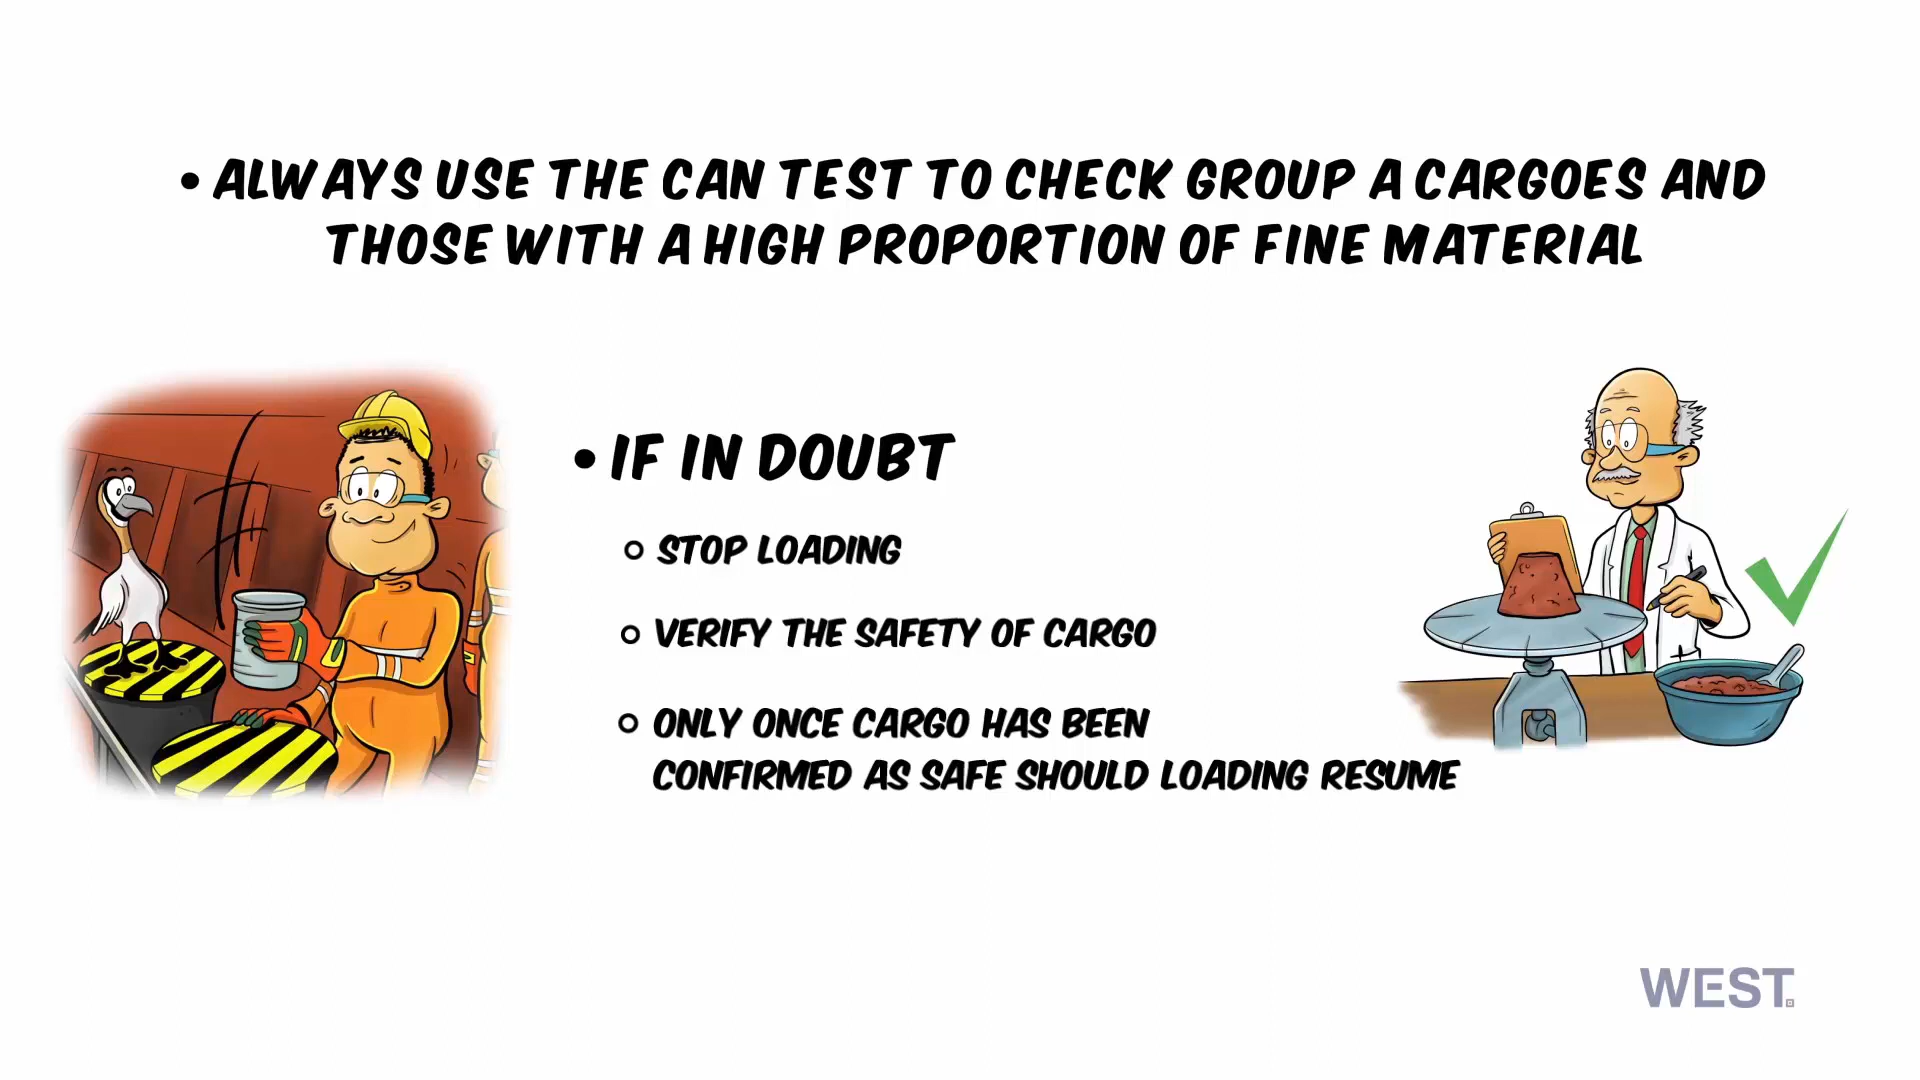 • ALWAYS USE THE CAN TEST TO CHECK GROUP A CARGOES AND
THOSE WITH A HIGH PROPORTION OF FINE MATERIAL
• IF IN DOUBT
○ STOP LOADING
○ VERIFY THE SAFETY OF CARGO
○ ONLY ONCE CARGO HAS BEEN
CONFIRMED AS SAFE SHOULD LOADING RESUME
WEST.